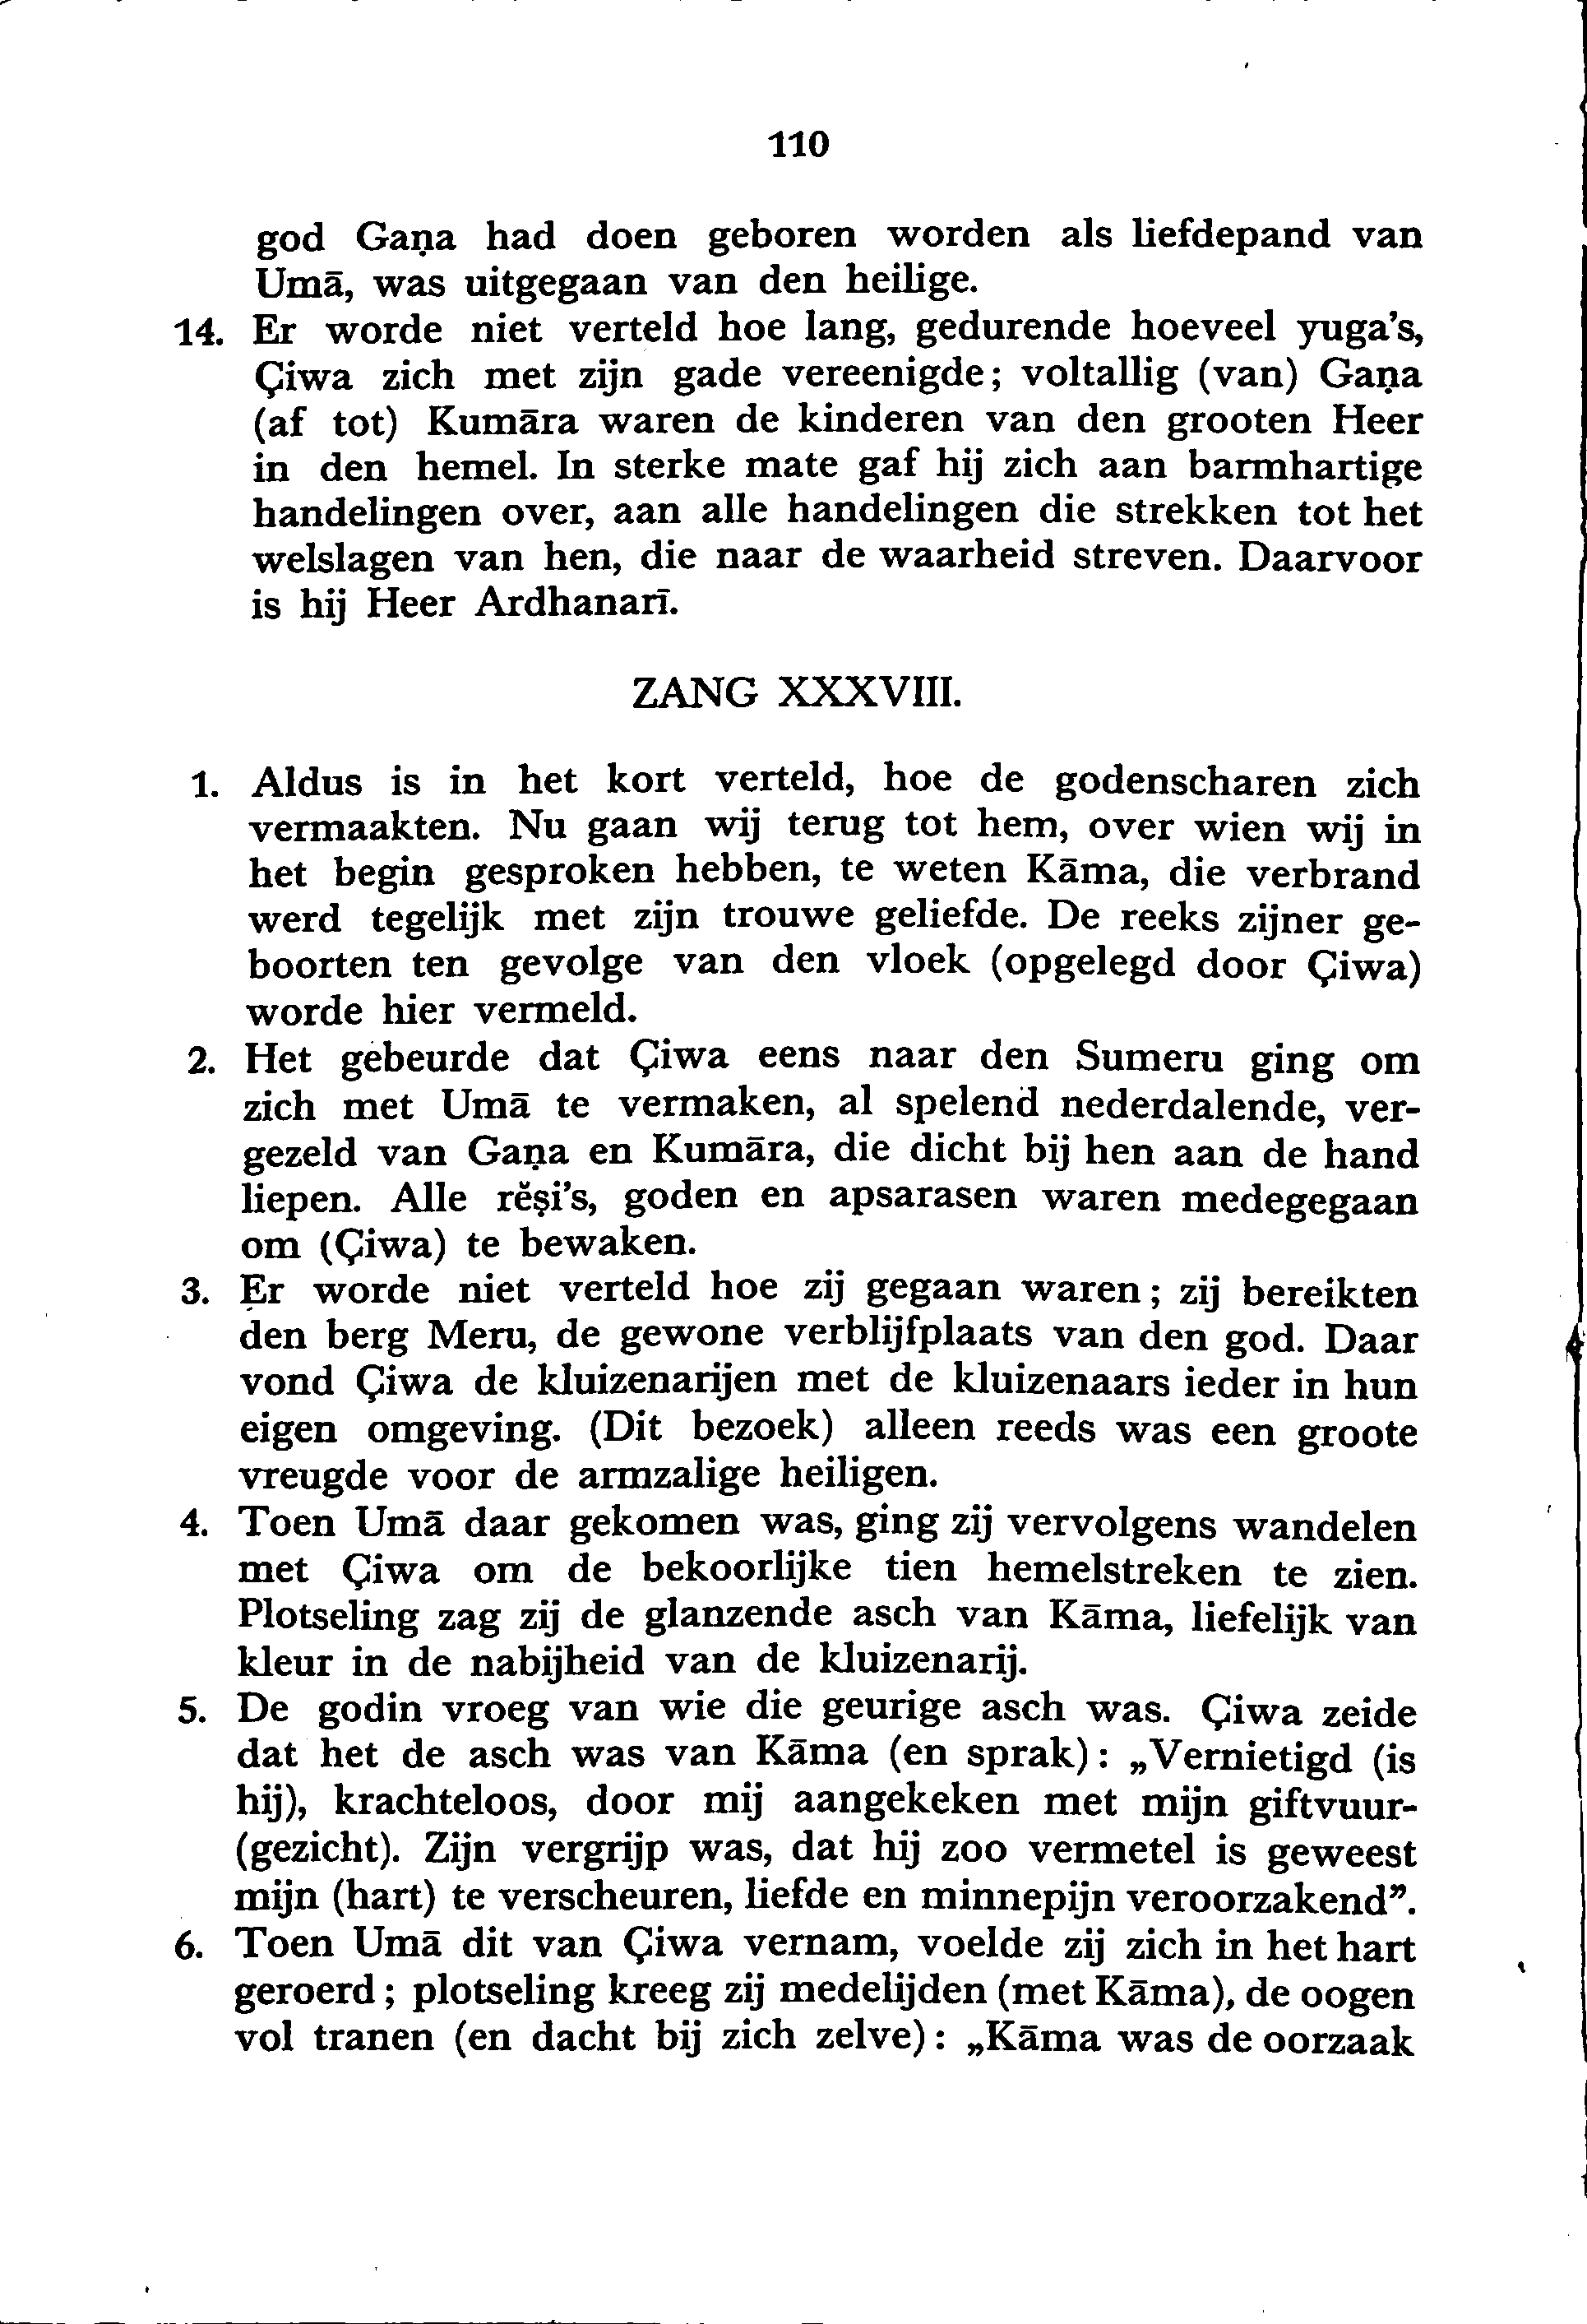 110
god Gaṇa had doen geboren worden als liefdepand van
Umā, was uitgegaan van den heilige.
14. Er worde niet verteld hoe lang, gedurende hoeveel yuga's,
Çiwa zich met zijn gade vereenigde; voltallig (van) Gaṇa
(af tot) Kumāra waren de kinderen van den grooten Heer
in den hemel. In sterke mate gaf hij zich aan barmhartige
handelingen over, aan alle handelingen die strekken tot het
welslagen van hen, die naar de waarheid streven. Daarvoor
is hij Heer Ardhanarī.
ZANG XXXVIII.
1. Aldus is in het kort verteld, hoe de godenscharen zich
vermaakten. Nu gaan wij terug tot hem, over wien wij in
het begin gesproken hebben, te weten Kāma, die verbrand
werd tegelijk met zijn trouwe geliefde. De reeks zijner ge-
boorten ten gevolge van den vloek (opgelegd door Çiwa)
worde hier vermeld.
2. Het gebeurde dat Çiwa eens naar den Sumeru ging om
zich met Umā te vermaken, al spelend nederdalende, ver-
gezeld van Gaṇa en Kumāra, die dicht bij hen aan de hand
liepen. Alle rĕṣi's, goden en apsarasen waren medegegaan
om (Çiwa) te bewaken.
3. Er worde niet verteld hoe zij gegaan waren; zij bereikten
den berg Meru, de gewone verblijfplaats van den god. Daar
vond Çiwa de kluizenarijen met de kluizenaars ieder in hun
eigen omgeving. (Dit bezoek) alleen reeds was een groote
vreugde voor de armzalige heiligen.
4. Toen Umā daar gekomen was, ging zij vervolgens wandelen
met Çiwa om de bekoorlijke tien hemelstreken te zien.
Plotseling zag zij de glanzende asch van Kāma, liefelijk van
kleur in de nabijheid van de kluizenarij.
5. De godin vroeg van wie die geurige asch was. Çiwa zeide
dat het de asch was van Kāma (en sprak): „Vernietigd (is
hij), krachteloos, door mij aangekeken met mijn giftvuur-
(gezicht). Zijn vergrijp was, dat hij zoo vermetel is geweest
mijn (hart) te verscheuren, liefde en minnepijn veroorzakend”.
6. Toen Umā dit van Çiwa vernam, voelde zij zich in het hart
geroerd; plotseling kreeg zij medelijden (met Kāma), de oogen
vol tranen (en dacht bij zich zelve): „Kāma was de oorzaak